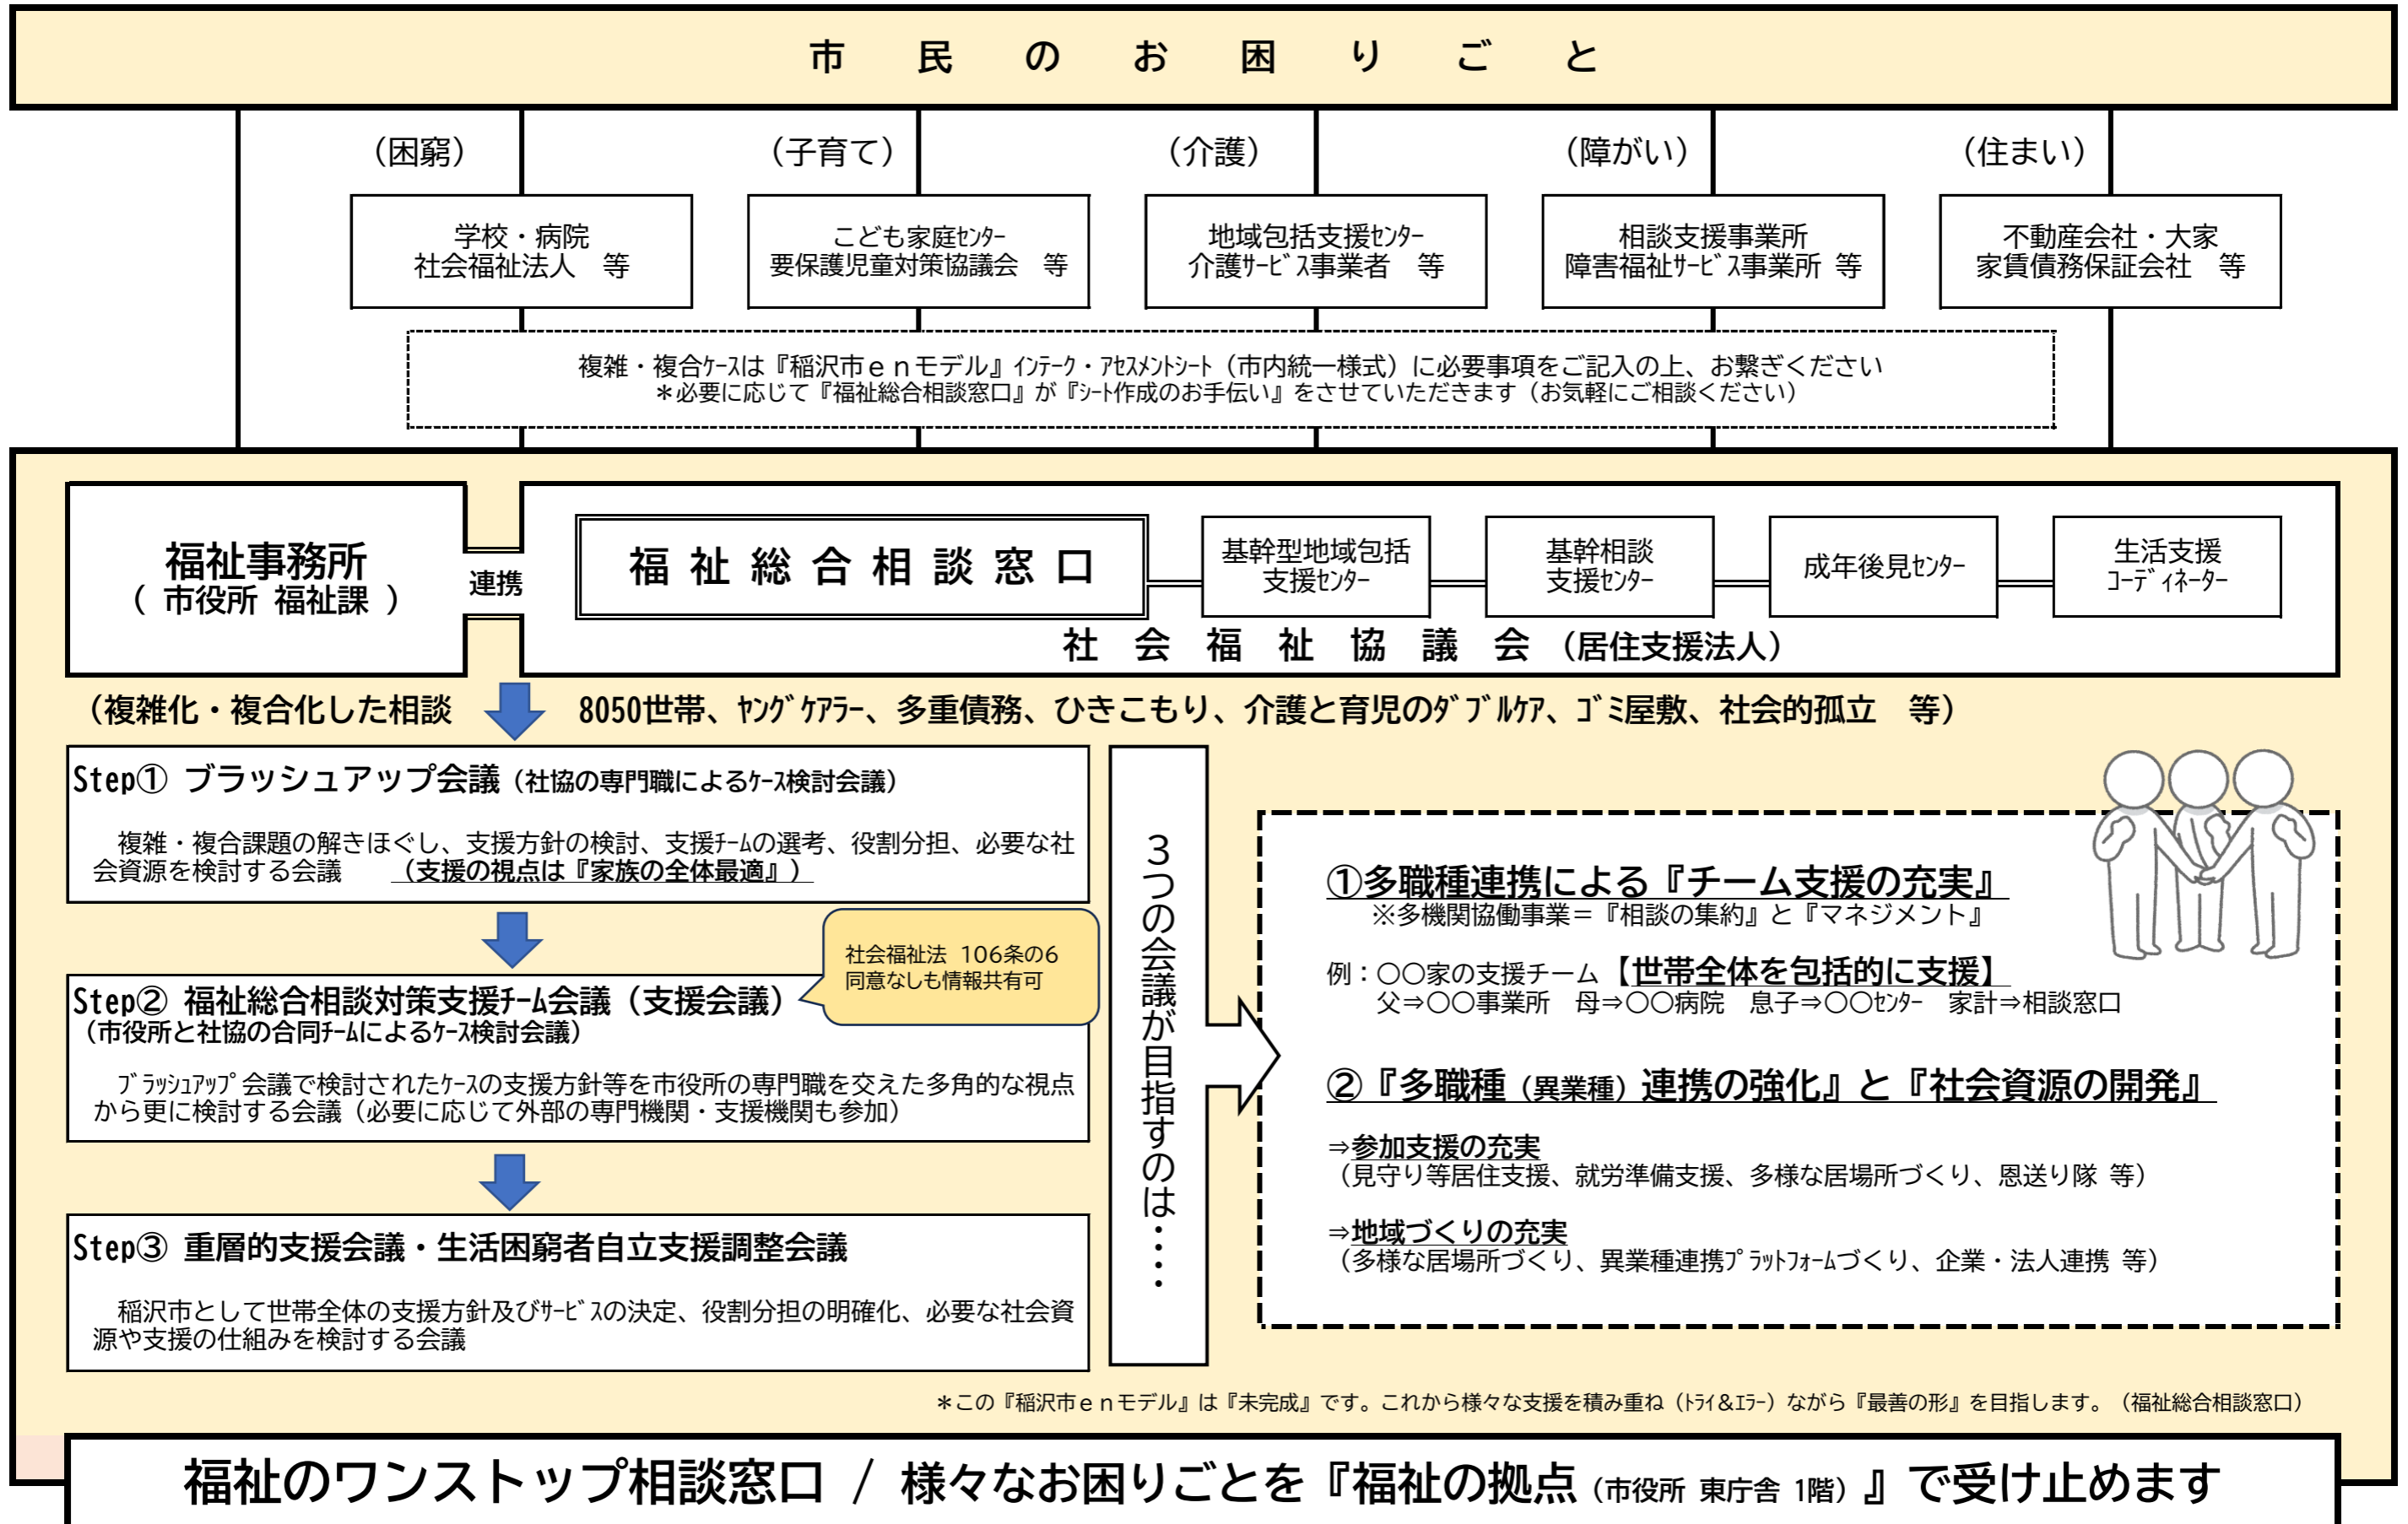 市民のお困りごと
（困窮）
（子育て）
（介護）
（障がい）
（住まい）
学校・病院
社会福祉法人　等
こども家庭ｾﾝﾀｰ
要保護児童対策協議会　等
地域包括支援ｾﾝﾀｰ
介護ｻｰﾋﾞｽ事業者　等
相談支援事業所
障害福祉ｻｰﾋﾞｽ事業所 等
不動産会社・大家
家賃債務保証会社　等
複雑・複合ｹｰｽは『稲沢市ｅｎモデル』ｲﾝﾃｰｸ・ｱｾｽﾒﾝﾄｼｰﾄ（市内統一様式）に必要事項をご記入の上、お繋ぎください
＊必要に応じて『福祉総合相談窓口』が『ｼｰﾄ作成のお手伝い』をさせていただきます（お気軽にご相談ください）
福祉事務所
（ 市役所 福祉課 ）
連携
福祉総合相談窓口
基幹型地域包括
支援ｾﾝﾀｰ
基幹相談
支援ｾﾝﾀｰ
成年後見ｾﾝﾀｰ
生活支援
ｺｰﾃﾞｨﾈｰﾀｰ
社会福祉協議会（居住支援法人）
（複雑化・複合化した相談　8050世帯、ﾔﾝｸﾞｹｱﾗｰ、多重債務、ひきこもり、介護と育児のﾀﾞﾌﾞﾙｹｱ、ｺﾞﾐ屋敷、社会的孤立　等）
Step① ブラッシュアップ会議（社協の専門職によるｹｰｽ検討会議）
複雑・複合課題の解きほぐし、支援方針の検討、支援ﾁｰﾑの選考、役割分担、必要な社
会資源を検討する会議　（支援の視点は『家族の全体最適』）
社会福祉法 106条の6
同意なしも情報共有可
Step② 福祉総合相談対策支援ﾁｰﾑ会議（支援会議）
（市役所と社協の合同ﾁｰﾑによるｹｰｽ検討会議）
ﾌﾞﾗｯｼｭｱｯﾌﾟ会議で検討されたｹｰｽの支援方針等を市役所の専門職を交えた多角的な視点
から更に検討する会議（必要に応じて外部の専門機関・支援機関も参加）
Step③ 重層的支援会議・生活困窮者自立支援調整会議
稲沢市として世帯全体の支援方針及びｻｰﾋﾞｽの決定、役割分担の明確化、必要な社会資
源や支援の仕組みを検討する会議
３つの会議が目指すのは‥‥
①多職種連携による『チーム支援の充実』
※多機関協働事業＝『相談の集約』と『マネジメント』
例：〇〇家の支援チーム【世帯全体を包括的に支援】
父⇒〇〇事業所　母⇒〇〇病院　息子⇒〇〇ｾﾝﾀｰ　家計⇒相談窓口
②『多職種（異業種）連携の強化』と『社会資源の開発』
⇒参加支援の充実
（見守り等居住支援、就労準備支援、多様な居場所づくり、恩送り隊 等）
⇒地域づくりの充実
（多様な居場所づくり、異業種連携ﾌﾟﾗｯﾄﾌｫｰﾑづくり、企業・法人連携 等）
＊この『稲沢市ｅｎモデル』は『未完成』です。これから様々な支援を積み重ね（ﾄﾗｲ＆ｴﾗｰ）ながら『最善の形』を目指します。（福祉総合相談窓口）
福祉のワンストップ相談窓口 / 様々なお困りごとを『福祉の拠点（市役所 東庁舎 1階）』で受け止めます